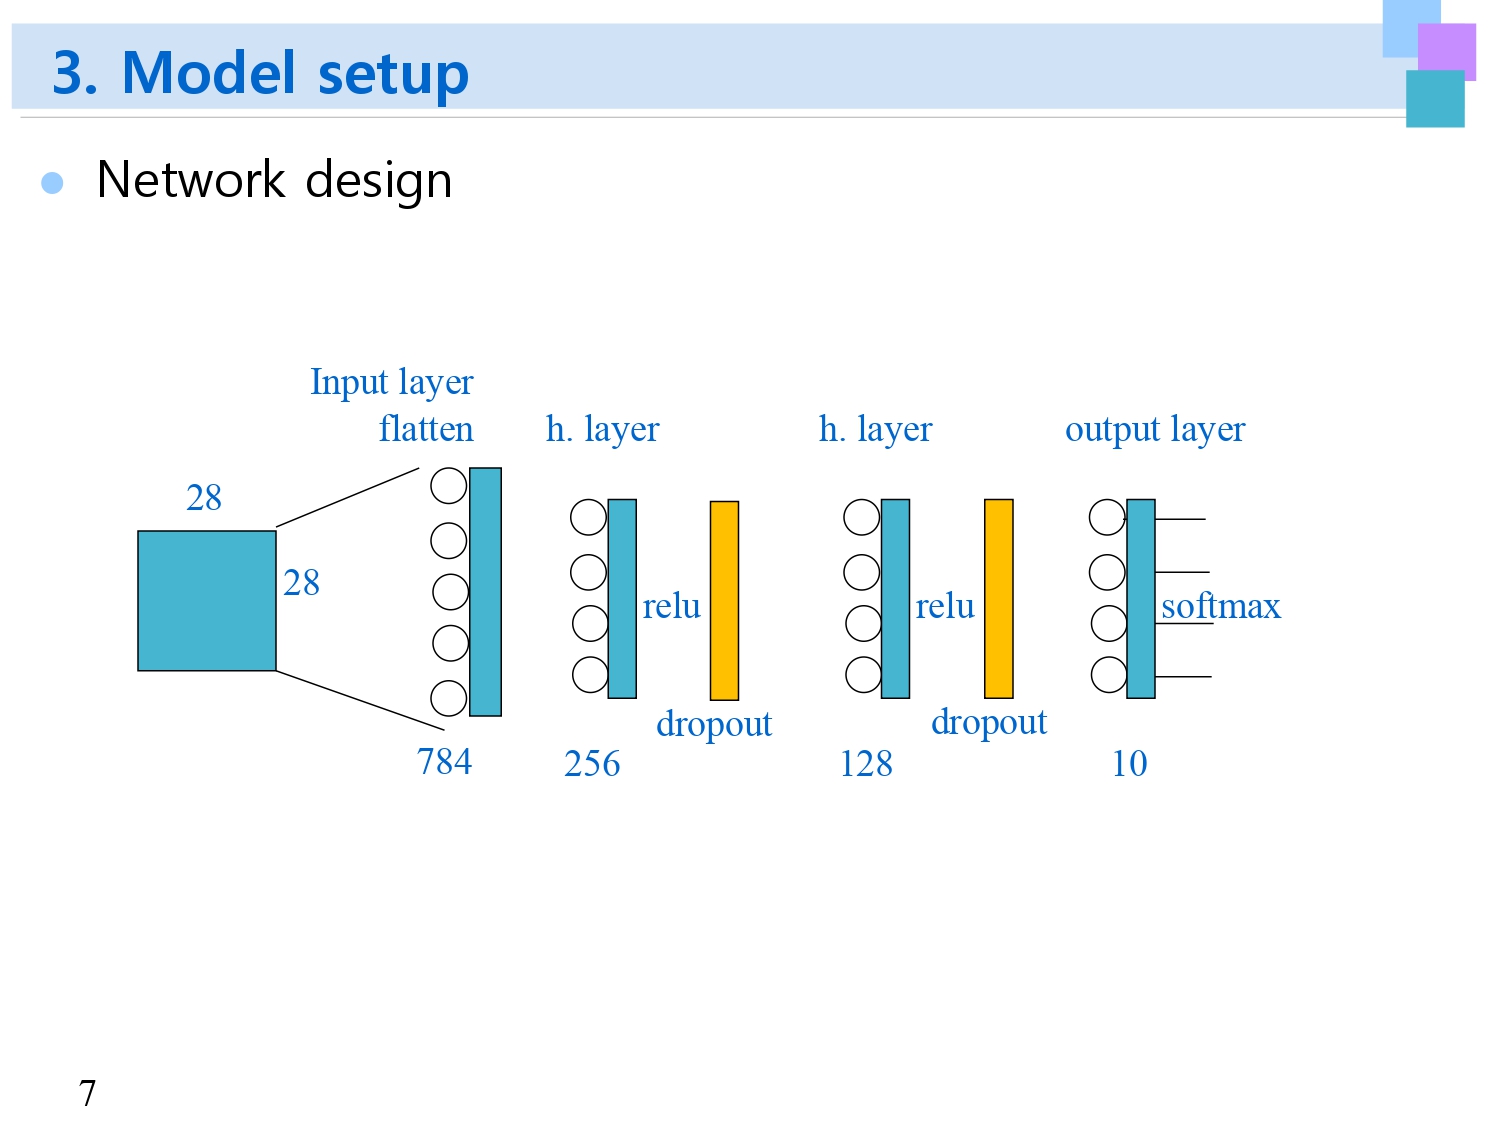 3. Model setup
Network design
Input layer
flatten
h. layer
h. layer
output layer
28
28
relu
relu
softmax
dropout
dropout
784
256
128
10
7